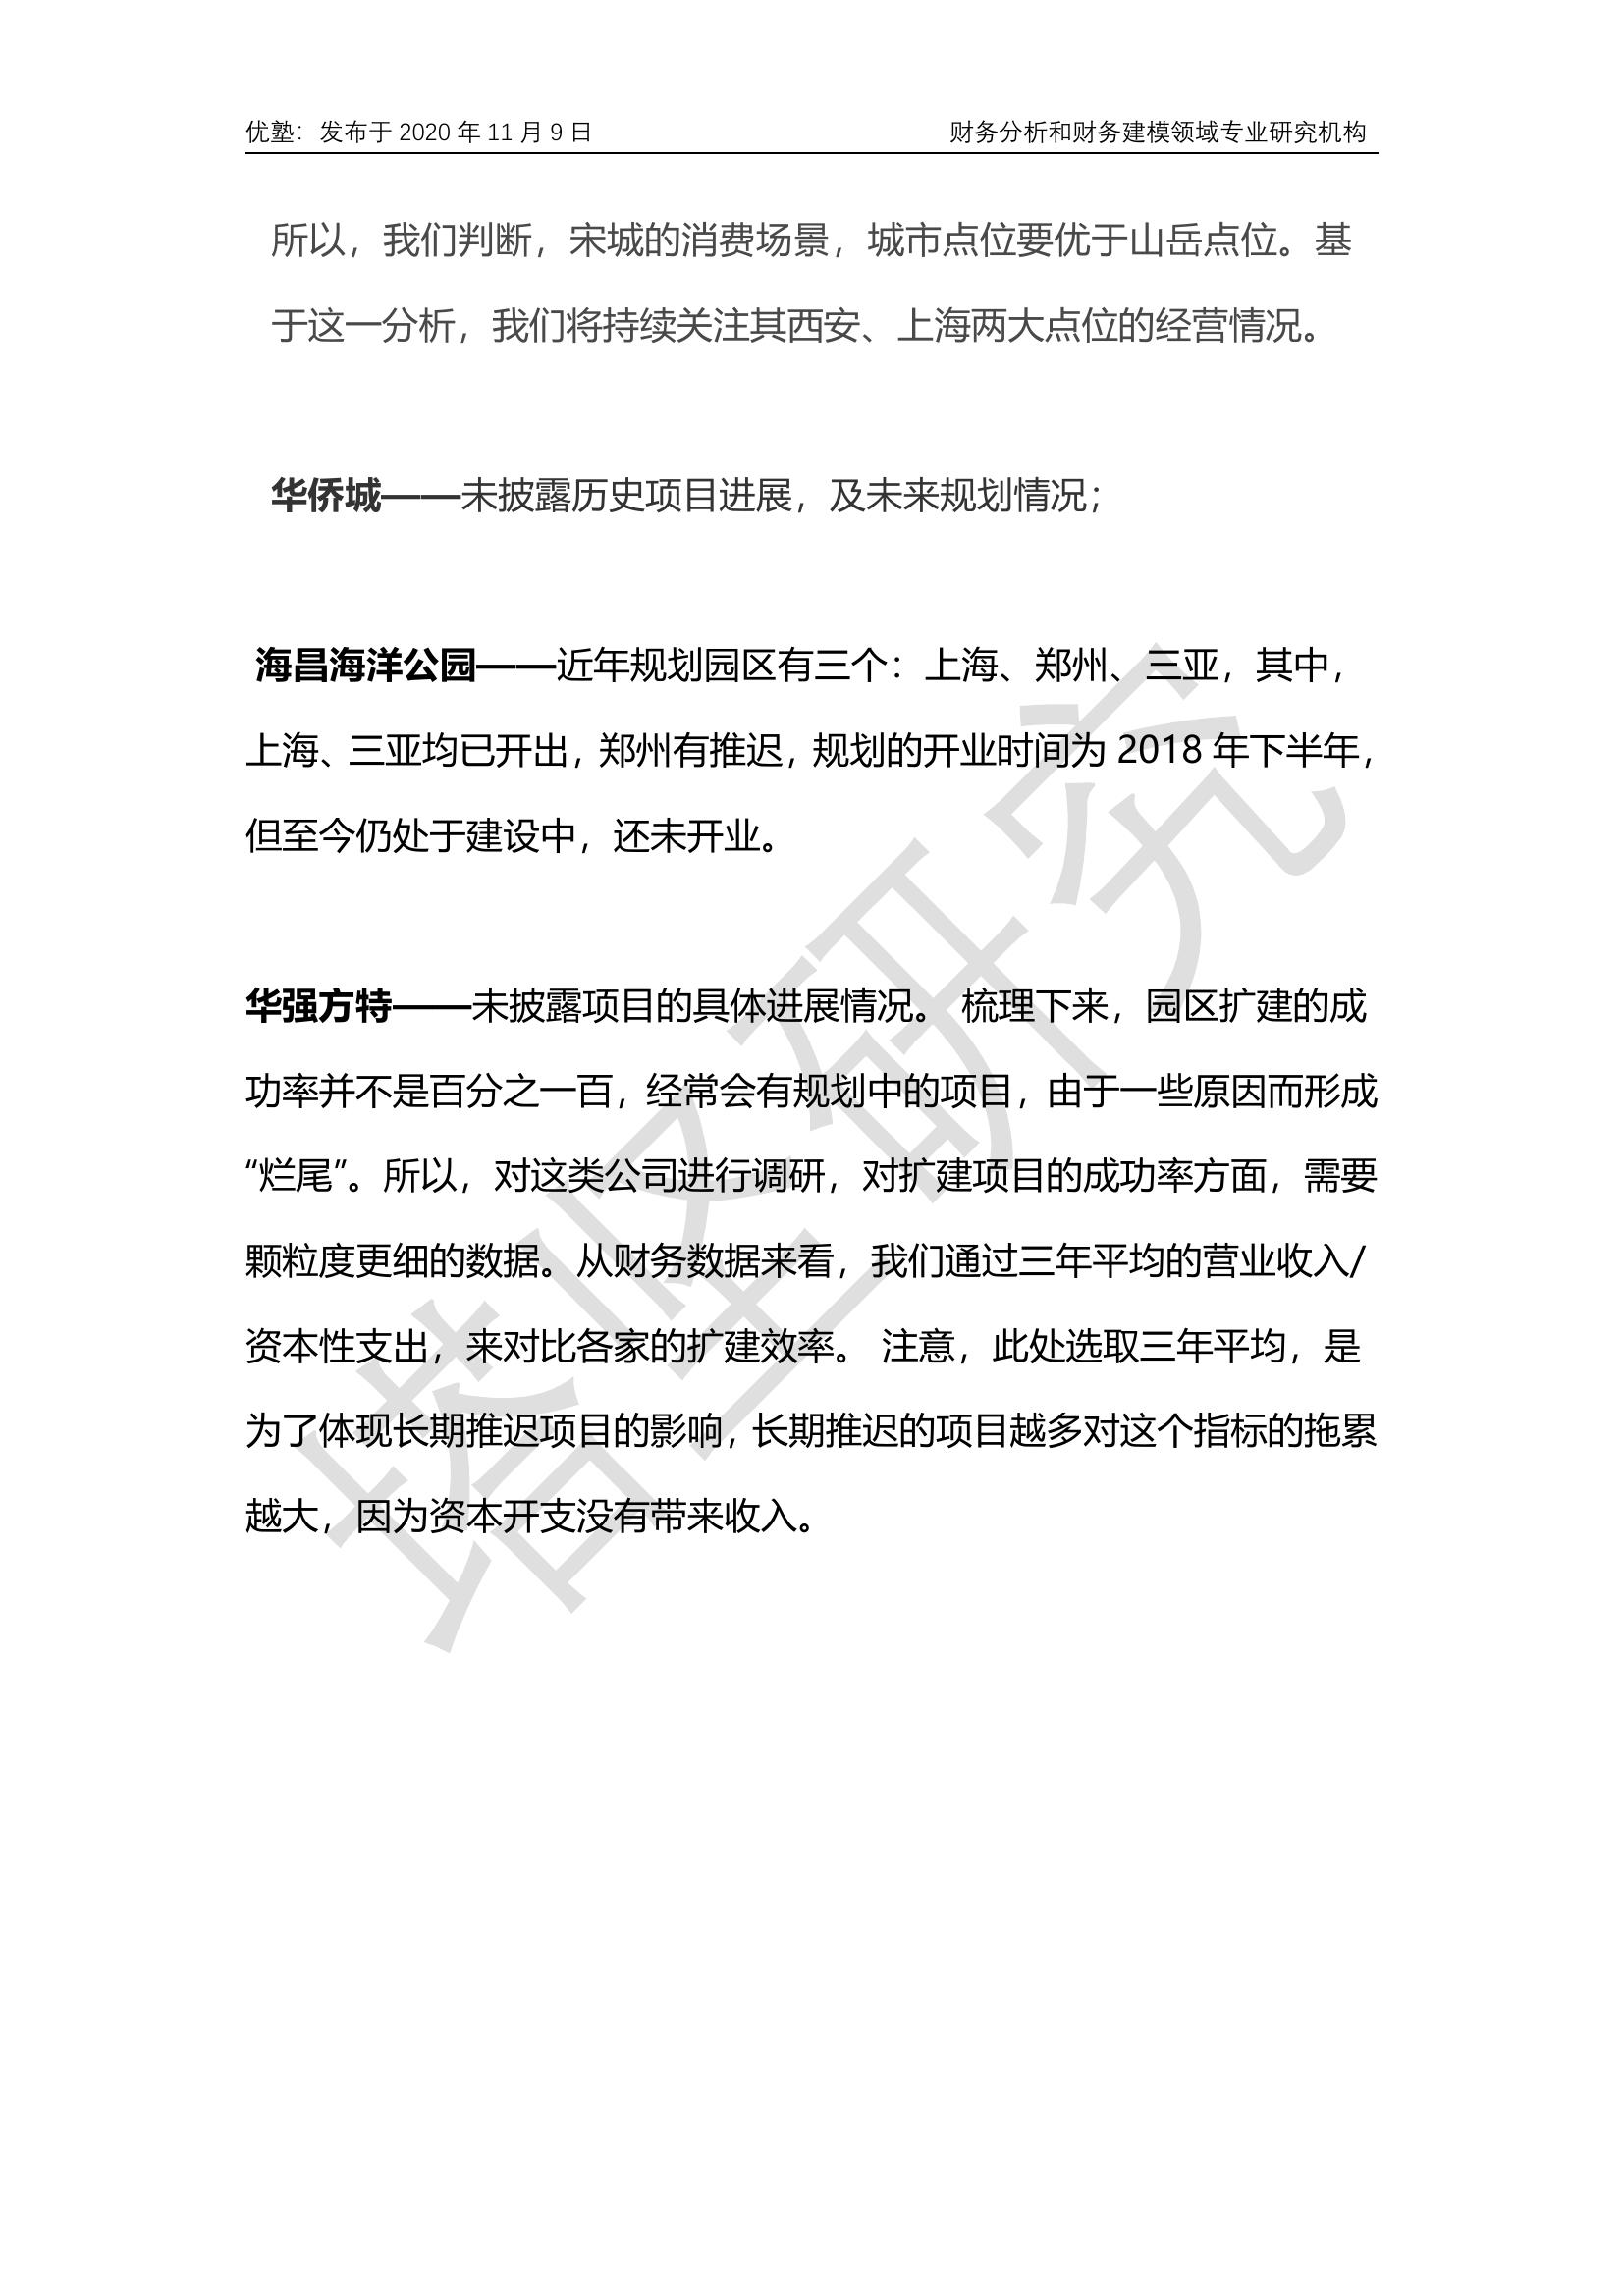 优塾：发布于 2020 年 11 月 9 日 财务分析和财务建模领域专业研究机构
所以，我们判断，宋城的消费场景，城市点位要优于山岳点位。基
于这一分析，我们将持续关注其西安、上海两大点位的经营情况。
华侨城——未披露历史项目进展，及未来规划情况；
海昌海洋公园——近年规划园区有三个：上海、郑州、三亚，其中，
上海、三亚均已开出，郑州有推迟，规划的开业时间为 2018 年下半年，
但至今仍处于建设中，还未开业。
华强方特——未披露项目的具体进展情况。 梳理下来，园区扩建的成
功率并不是百分之一百，经常会有规划中的项目，由于一些原因而形成
“烂尾”。所以，对这类公司进行调研，对扩建项目的成功率方面，需要
颗粒度更细的数据。从财务数据来看，我们通过三年平均的营业收入/
资本性支出，来对比各家的扩建效率。 注意，此处选取三年平均，是
为了体现长期推迟项目的影响，长期推迟的项目越多对这个指标的拖累
越大，因为资本开支没有带来收入。
塔坚研究